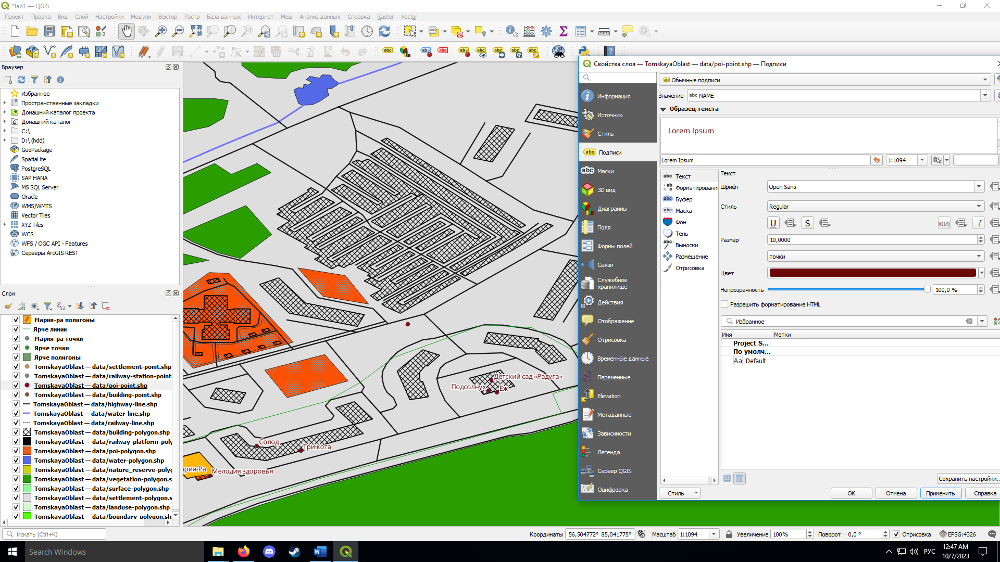 *lab1 — QGIS
Проект Правка Вид Слой Настройки Модули Вектор Растр База данных Интернет Меш Анализ данных Справка Raster Vector
Браузер
Избранное
Пространственные закладки
Домашний каталог проекта
Домашний каталог
C:\
D:\ (hdd)
GeoPackage
SpatiaLite
PostgreSQL
SAP HANA
MS SQL Server
Oracle
WMS/WMTS
Vector Tiles
XYZ Tiles
WCS
WFS / OGC API - Features
Серверы ArcGIS REST
Слои
Мария-ра полигоны
Ярче линии
Мария-ра точки
Ярче точки
Ярче полигоны
TomskayaOblast — data/settlement-point.shp
TomskayaOblast — data/railway-station-point
TomskayaOblast — data/poi-point.shp
TomskayaOblast — data/building-point.shp
TomskayaOblast — data/highway-line.shp
TomskayaOblast — data/water-line.shp
TomskayaOblast — data/railway-line.shp
TomskayaOblast — data/building-polygon.shp
TomskayaOblast — data/railway-platform-poly
TomskayaOblast — data/poi-polygon.shp
TomskayaOblast — data/water-polygon.shp
TomskayaOblast — data/nature_reserve-polyg
TomskayaOblast — data/vegetation-polygon.s
TomskayaOblast — data/surface-polygon.shp
TomskayaOblast — data/settlement-polygon.s
TomskayaOblast — data/landuse-polygon.shp
TomskayaOblast — data/boundary-polygon.sh
Детский сад «Радуга»
Подсолнух
Ёж
Солод
Три кота
ария-Ра
Мелодия здоровья
Свойства слоя — TomskayaOblast — data/poi-point.shp — Подписи
Информация
Источник
Стиль
Подписи
Маски
3D вид
Диаграммы
Поля
Формы полей
Связи
Служебное
хранилище
Действия
Отображение
Отрисовка
Временны́е данные
Переменные
Elevation
Метаданные
Зависимости
Легенда
Сервер QGIS
Оцифровка
Обычные подписи
Значение abc NAME
Образец текста
Lorem Ipsum
Lorem Ipsum
1:1094
Текст
Форматировани
Буфер
Маска
Фон
Тень
Выноски
Размещение
Отрисовка
Текст
Шрифт Open Sans
Стиль Regular
U S жи I
Размер 10,0000
точки
Цвет
Непрозрачность 100,0 %
Разрешить форматирование HTML
Избранное
Имя Метки
Project S...
По умолч...
Aa Default
Сохранить настройки...
Стиль OK Отмена Применить Справка
Искать (Ctrl+K)
Координаты 56,504772° 85,041775° Масштаб 1:1094 Увеличение 100% Поворот 0,0 ° Отрисовка EPSG:4326
Search Windows
РУС
12:47 AM
10/7/2023